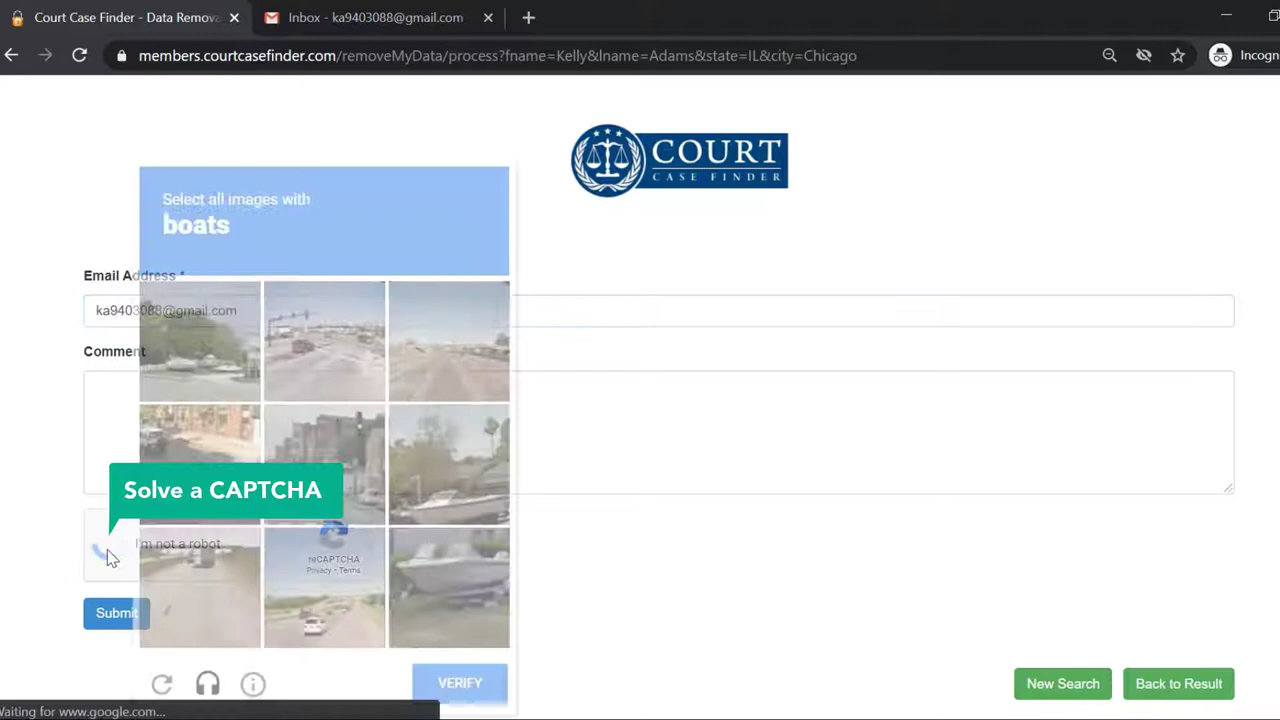 Court Case Finder - Data Remova
Inbox - ka9403088@gmail.com
members.courtcasefinder.com/removeMyData/process?fname=Kelly&lname=Adams&state=IL&city=Chicago
Incogn
COURT
CASE FINDER
Select all images with
boats
Email Address *
ka9403088@gmail.com
Comment
Solve a CAPTCHA
I'm not a robot
reCAPTCHA
Privacy - Terms
Submit
VERIFY
New Search
Back to Result
Waiting for www.google.com...